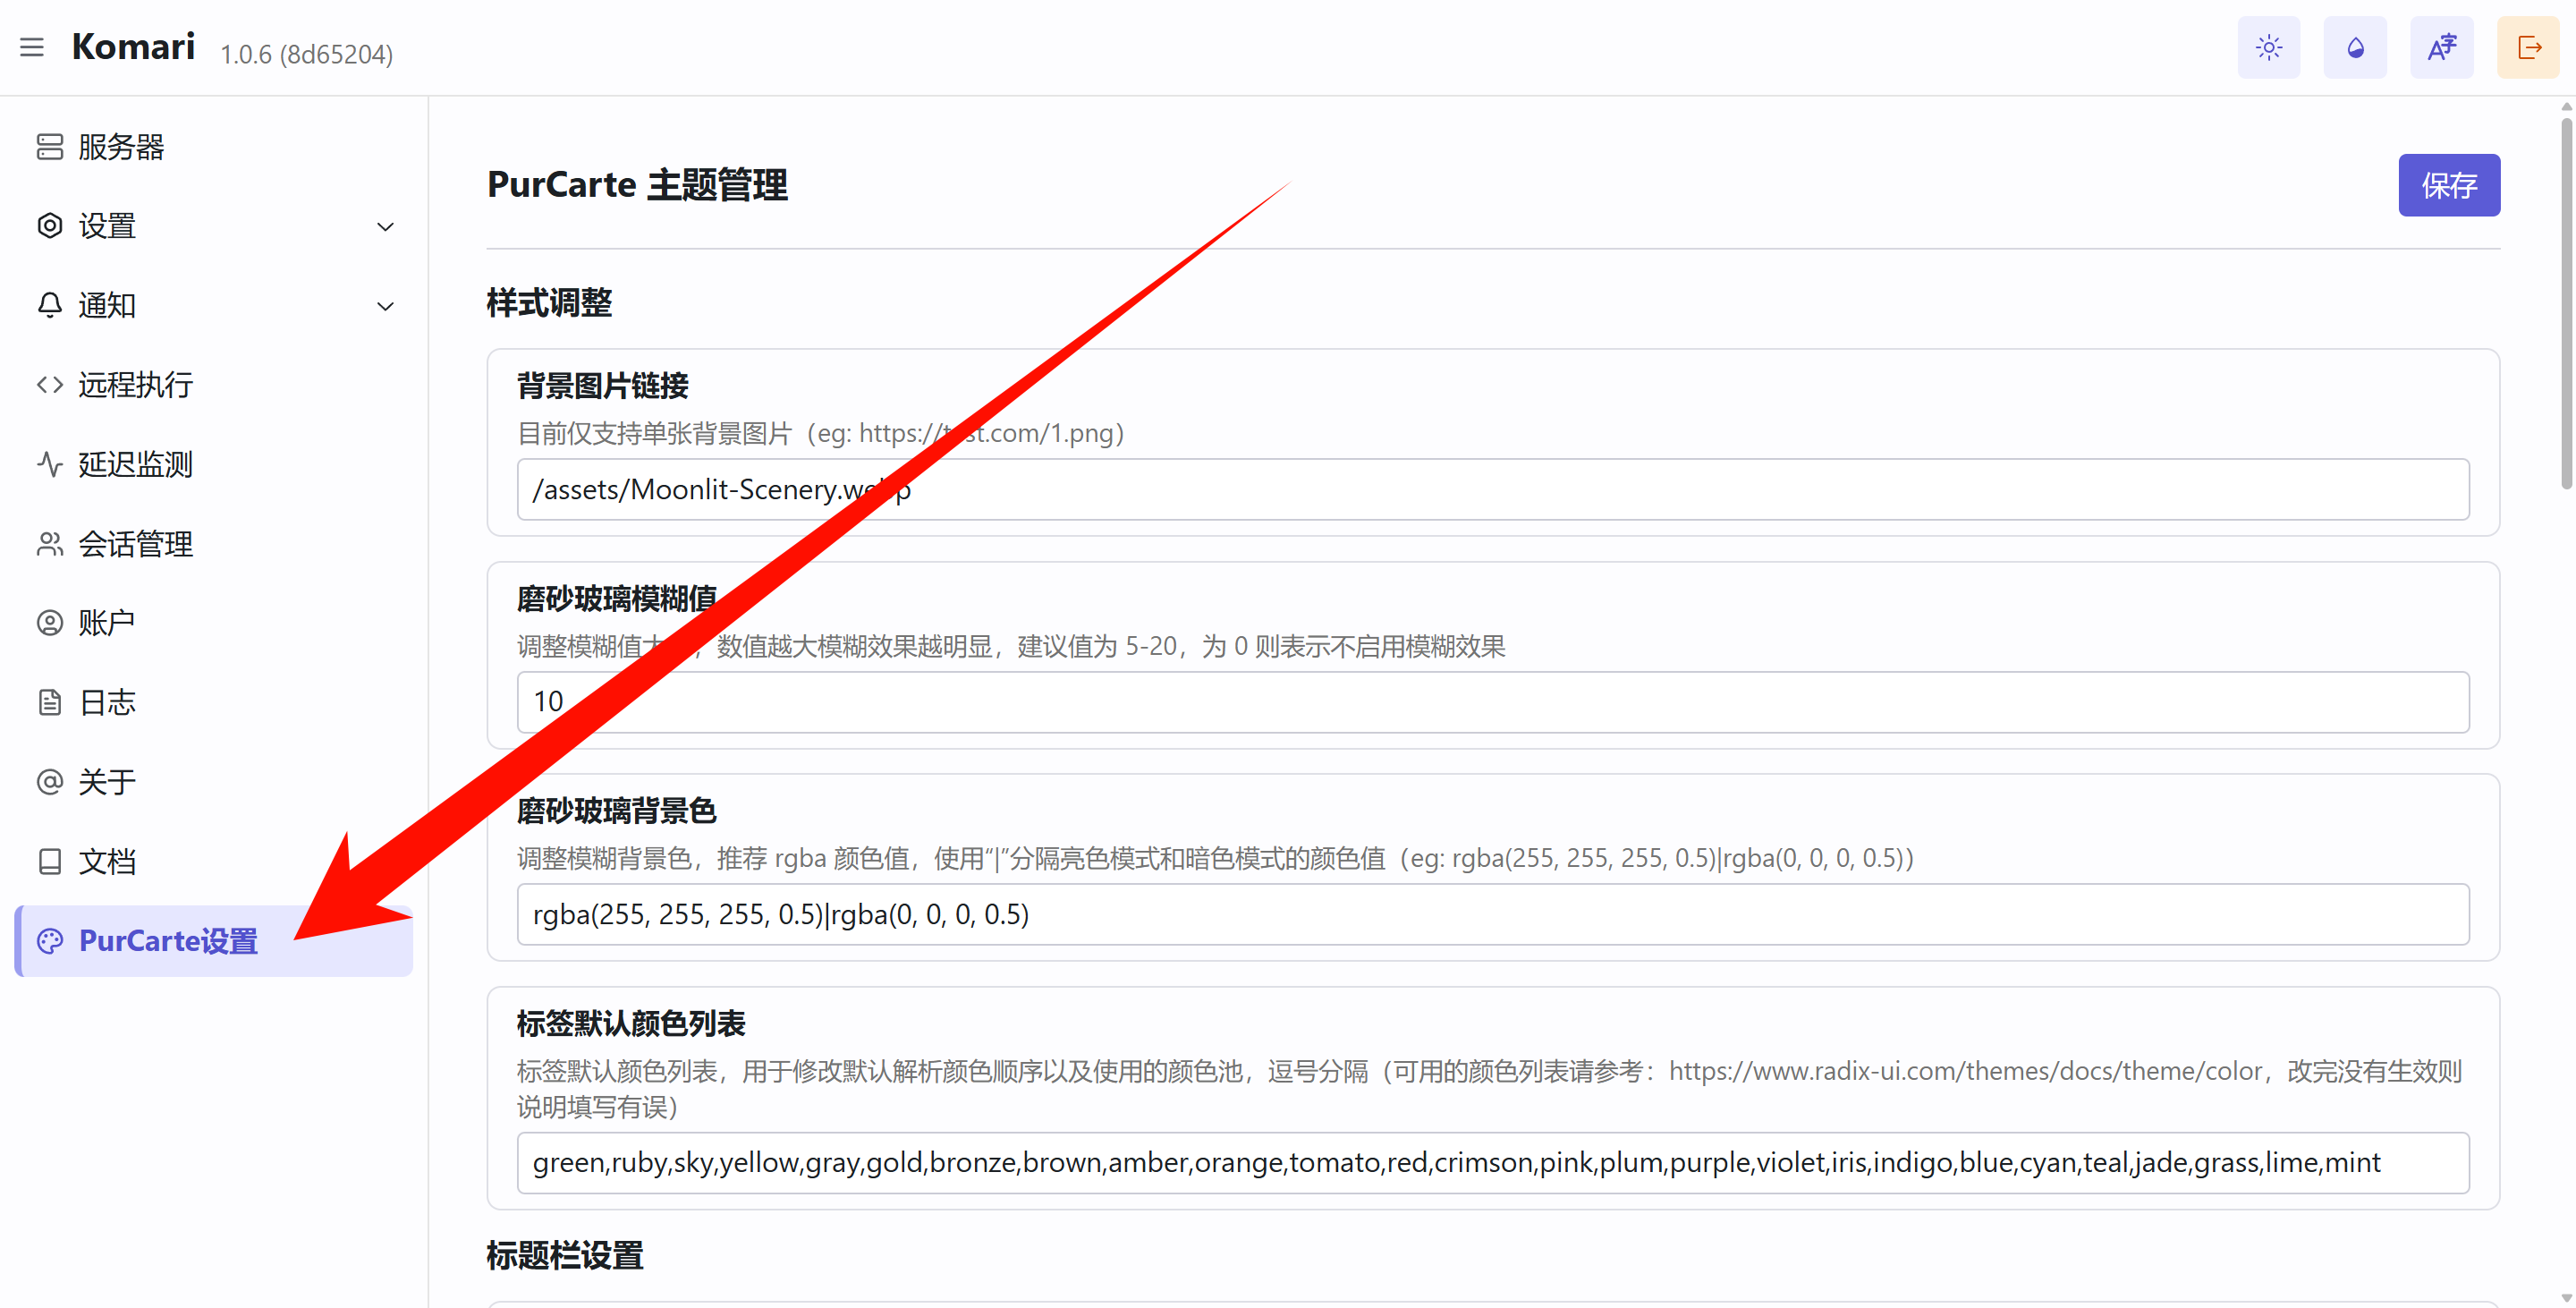 Komari 1.0.6 (8d65204)
服务器
设置
通知
远程执行
延迟监测
会话管理
账户
日志
关于
文档
PurCarte设置
PurCarte 主题管理
保存
样式调整
背景图片链接
目前仅支持单张背景图片（eg: https://t st.com/1.png）
/assets/Moonlit-Scenery.we p
磨砂玻璃模糊值
调整模糊值大 ，数值越大模糊效果越明显，建议值为 5-20，为 0 则表示不启用模糊效果
10
磨砂玻璃背景色
调整模糊背景色，推荐 rgba 颜色值，使用“|”分隔亮色模式和暗色模式的颜色值（eg: rgba(255, 255, 255, 0.5)|rgba(0, 0, 0, 0.5)）
rgba(255, 255, 255, 0.5)|rgba(0, 0, 0, 0.5)
标签默认颜色列表
标签默认颜色列表，用于修改默认解析颜色顺序以及使用的颜色池，逗号分隔（可用的颜色列表请参考：https://www.radix-ui.com/themes/docs/theme/color，改完没有生效则
说明填写有误）
green,ruby,sky,yellow,gray,gold,bronze,brown,amber,orange,tomato,red,crimson,pink,plum,purple,violet,iris,indigo,blue,cyan,teal,jade,grass,lime,mint
标题栏设置